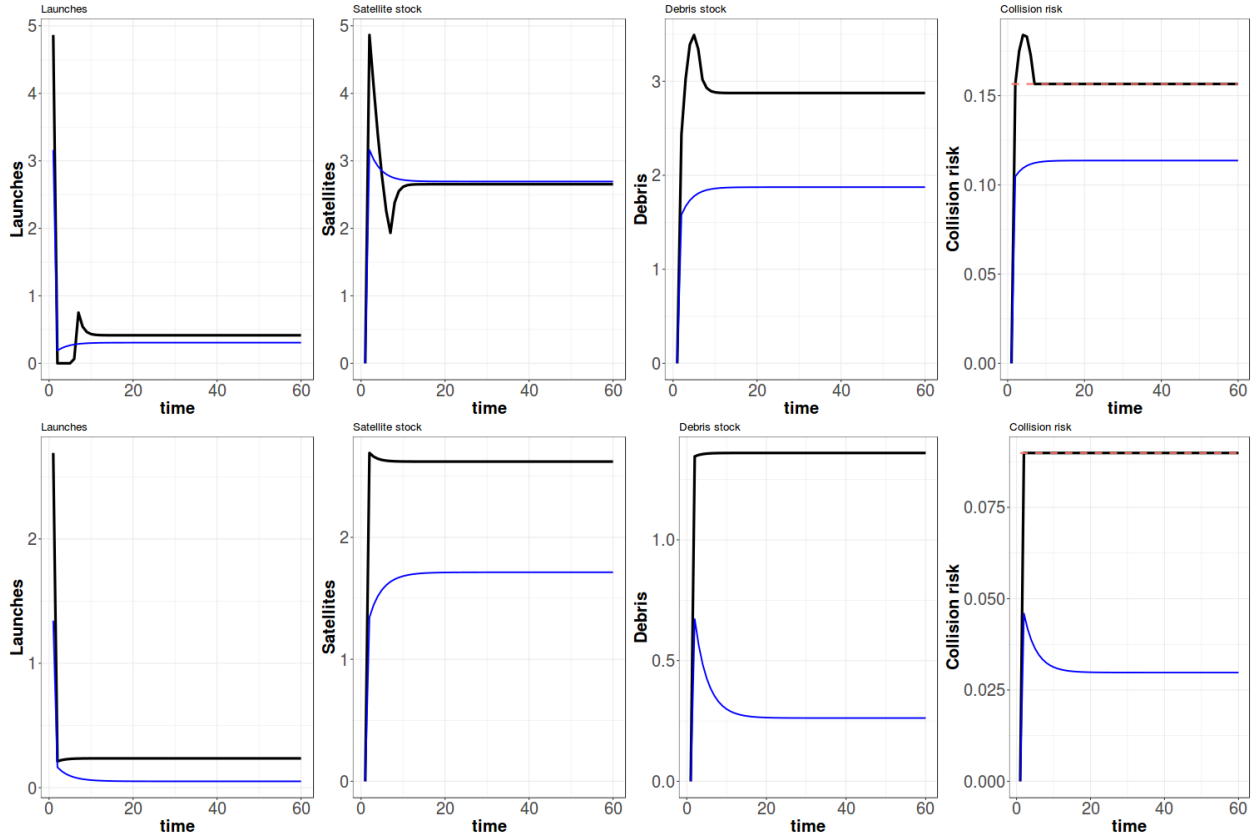 Launches
Launches
5
4
3
2
1
0
0 20 40 60
time
Satellite stock
Satellites
5
4
3
2
1
0
0 20 40 60
time
Debris stock
Debris
3
2
1
0
0 20 40 60
time
Collision risk
Collision risk
0.15
0.10
0.05
0.00
0 20 40 60
time
Launches
Launches
2
1
0
0 20 40 60
time
Satellite stock
Satellites
2
1
0
0 20 40 60
time
Debris stock
Debris
1.0
0.5
0.0
0 20 40 60
time
Collision risk
Collision risk
0.075
0.050
0.025
0.000
0 20 40 60
time